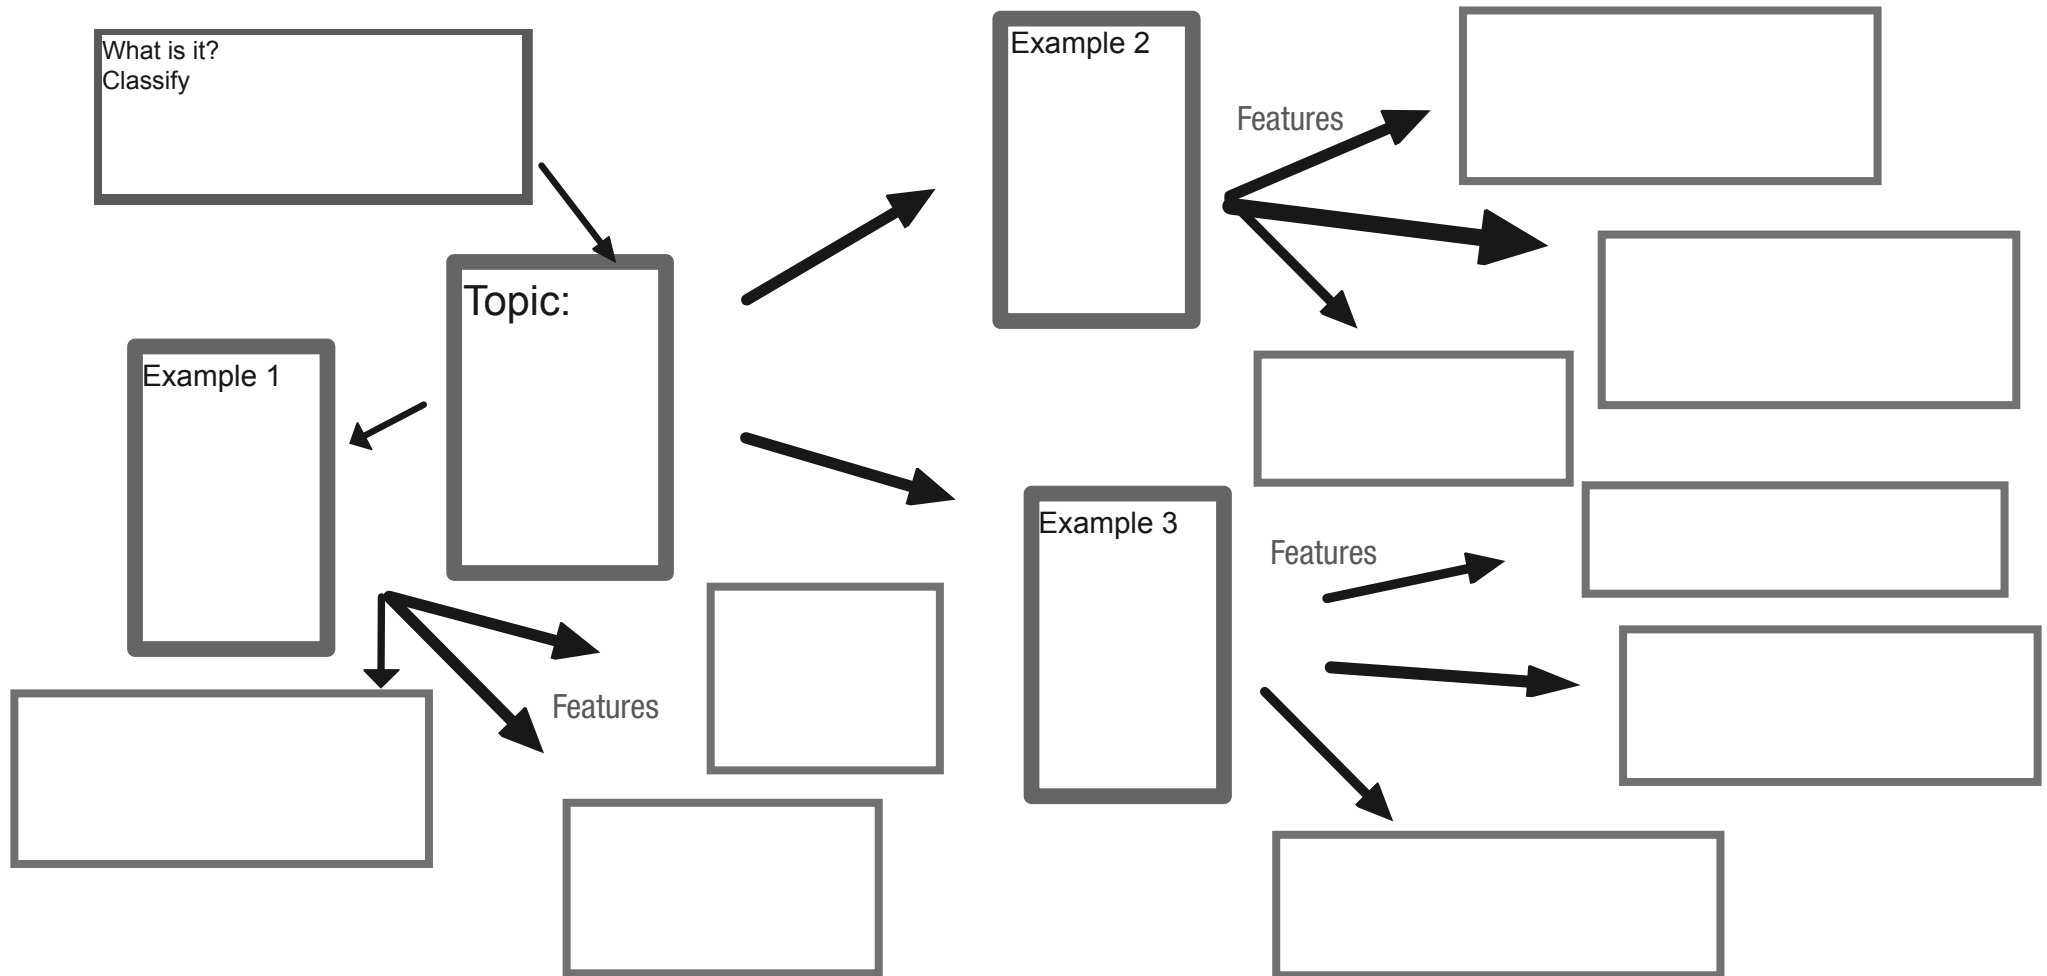 What is it?
Classify
Topic:
Example 1
Features
Example 2
Features
Example 3
Features